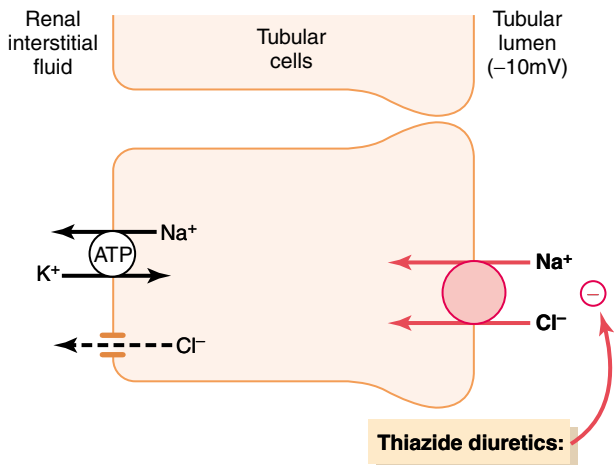 Renal
interstitial
fluid
Tubular
cells
Tubular
lumen
(–10mV)
Na⁺
ATP
K⁺
Cl⁻
Na⁺
Cl⁻
−
Thiazide diuretics: